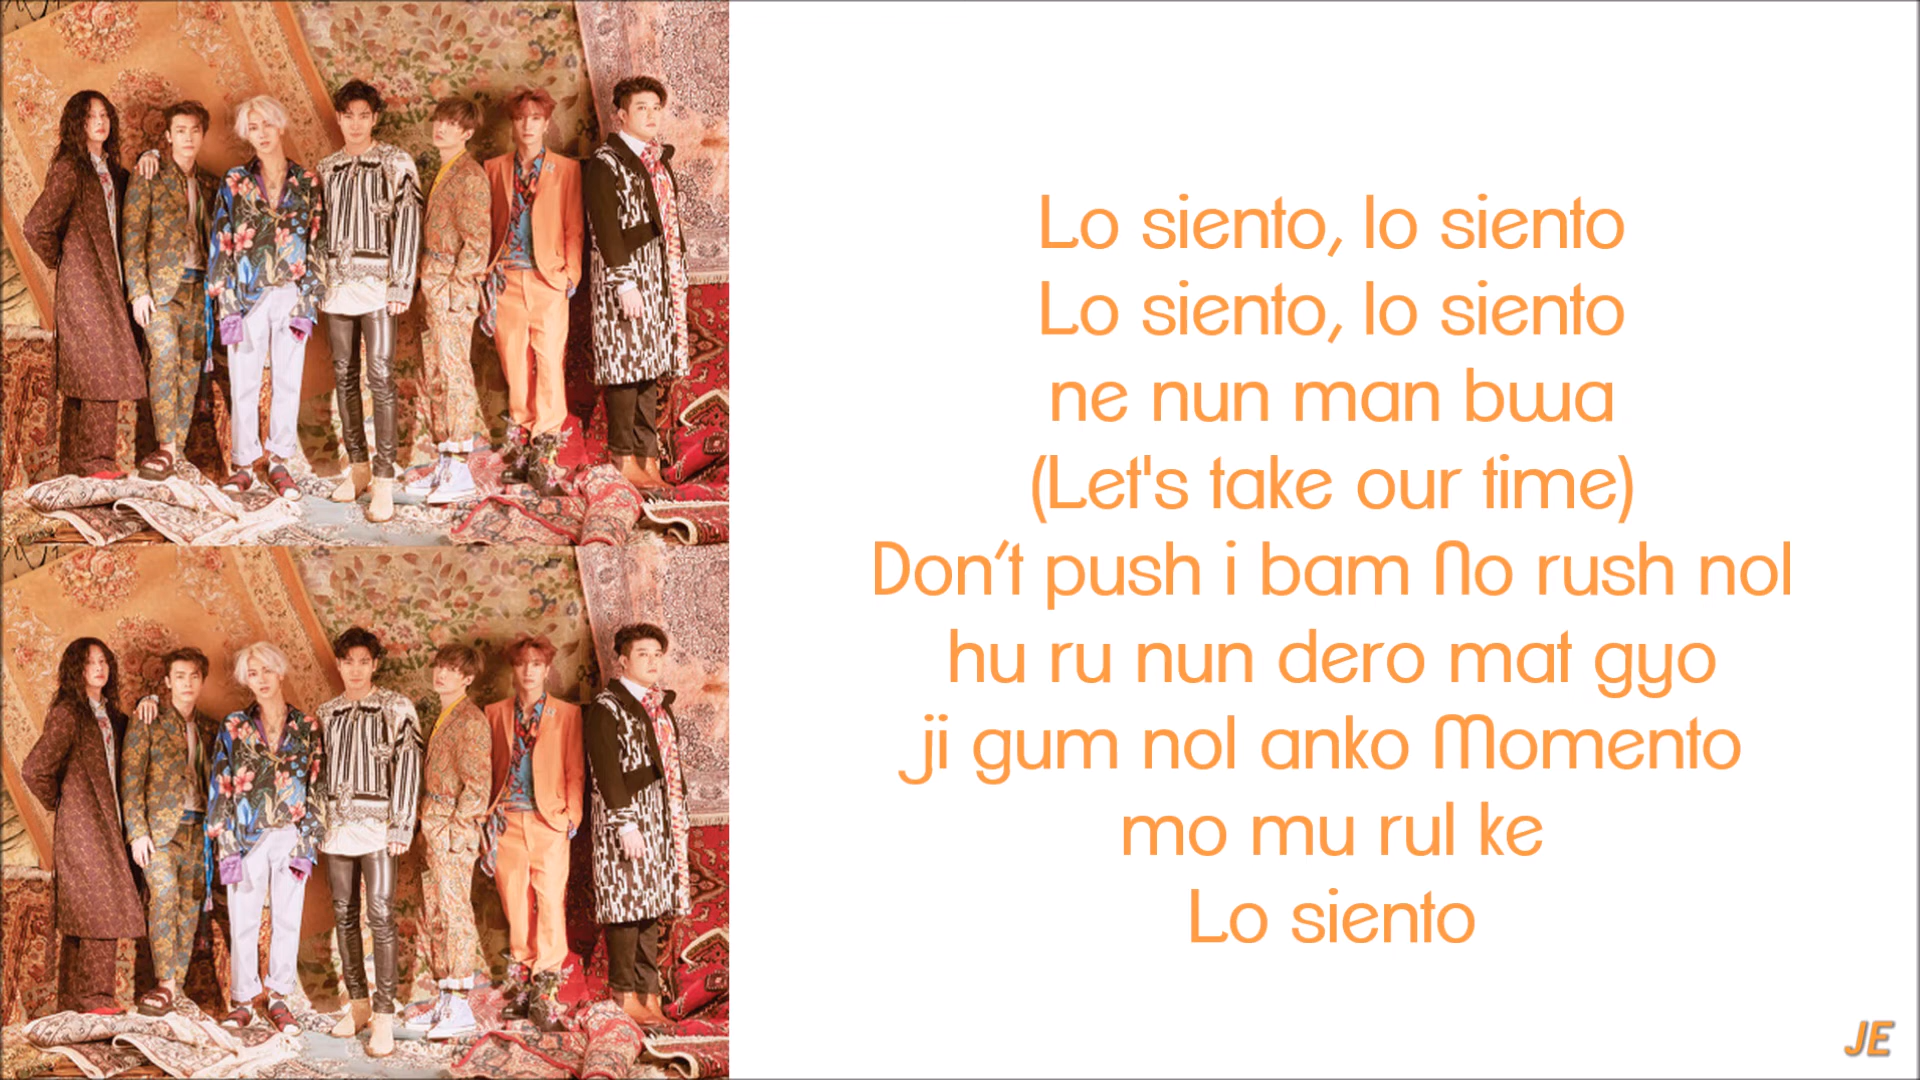 Lo siento, lo siento
Lo siento, lo siento
ne nun man bwa
(Let's take our time)
Don't push i bam No rush nol
hu ru nun dero mat gyo
ji gum nol anko Momento
mo mu rul ke
Lo siento
JE